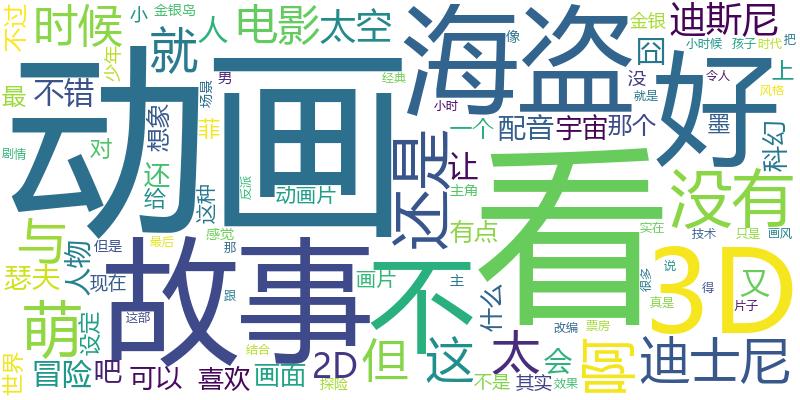 不过
时候
小
金银岛
就
人
电影
太空
海盗
迪斯尼
囧
金银
小时候
孩子
时代
把
像
上
没
令人
就是
风格
少年
男
场景
经典
小时
最
不错
动画
好
想象
菲
一个
配音
宇宙
那个
墨
科幻
剧情
对
还
给
这种
反派
动画片
还是
让
主角
有点
看
没有
与
人物
但是
最后
感觉
那
实在
技术
只是
画风
瑟夫
现在
故事
跟
画片
主
不
什么
很多
说
3D
又
真是
得
片子
萌
设定
这部
结合
2D
但
这
太
改编
票房
会
啊
迪士尼
世界
冒险
吧
可以
喜欢
画面
探险
不是
其实
效果